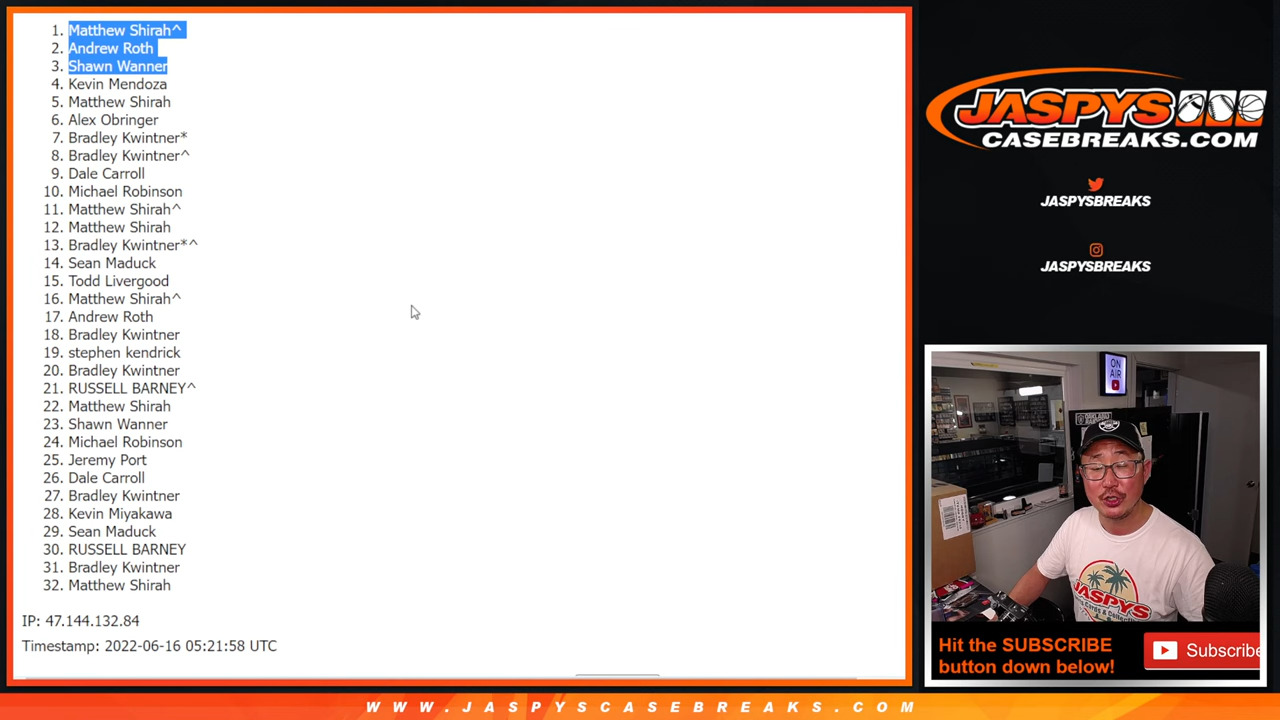 1. Matthew Shirah^
2. Andrew Roth
3. Shawn Wanner
4. Kevin Mendoza
5. Matthew Shirah
6. Alex Obringer
7. Bradley Kwintner*
8. Bradley Kwintner^
9. Dale Carroll
10. Michael Robinson
11. Matthew Shirah^
12. Matthew Shirah
13. Bradley Kwintner*^
14. Sean Maduck
15. Todd Livergood
16. Matthew Shirah^
17. Andrew Roth
18. Bradley Kwintner
19. stephen kendrick
20. Bradley Kwintner
21. RUSSELL BARNEY^
22. Matthew Shirah
23. Shawn Wanner
24. Michael Robinson
25. Jeremy Port
26. Dale Carroll
27. Bradley Kwintner
28. Kevin Miyakawa
29. Sean Maduck
30. RUSSELL BARNEY
31. Bradley Kwintner
32. Matthew Shirah
IP: 47.144.132.84
Timestamp: 2022-06-16 05:21:58 UTC
JASPYS
CASEBREAKS.COM
JASPYSBREAKS
JASPYSBREAKS
ON
AIR
JASPYS
Hit the SUBSCRIBE
button down below!
Subscribe
WWW.JASPYSCASEBREAKS.COM